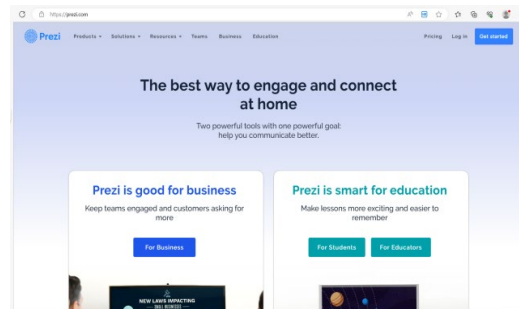 https://prezi.com
Prezi Products Solutions Resources Teams Business Education Pricing Log in Get started
The best way to engage and connect
at home
Two powerful tools with one powerful goal:
help you communicate better.
Prezi is good for business
Keep teams engaged and customers asking for
more
For Business
Prezi is smart for education
Make lessons more exciting and easier to
remember
For Students For Educators
NEW LAWS IMPACTING
SMALL BUSINESSES